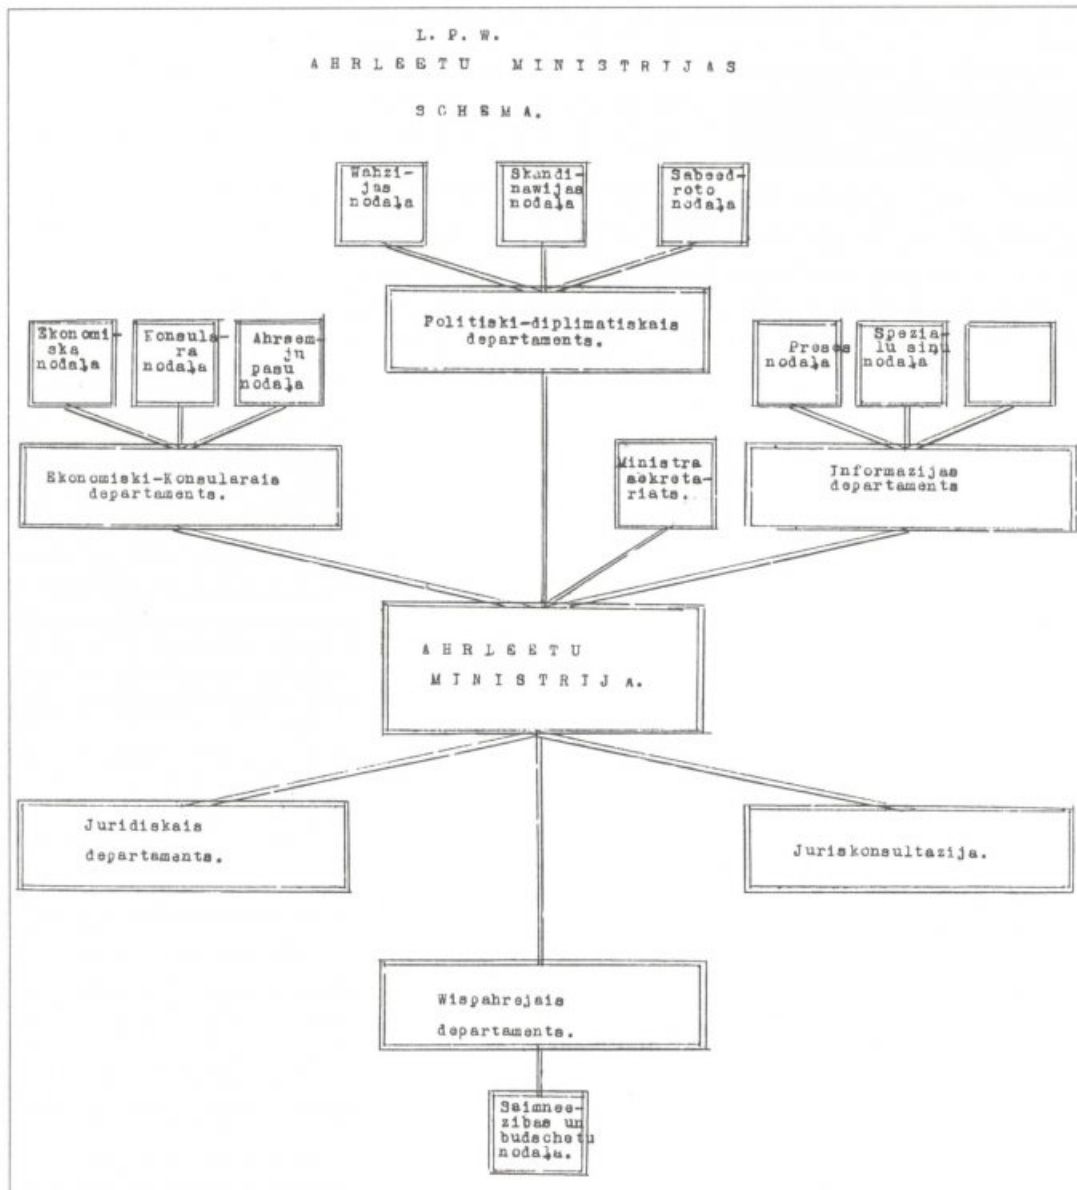 L. P. W.
AHRLEETU MINISTRIJAS
SCHEMA.
Wahzi-
jas
nodaļa
Skandi-
nawijas
nodaļa
Sabeed-
roto
nodaļa
Politiski-diplimatiskais
departaments.
Ekonomi-
ska
nodaļa
Konsula-
ra
nodaļa
Ahrsem-
ju
pasu
nodaļa
Preses
nodaļa
Spezia-
lu siņu
nodaļa
Ekonomiski-Konsularais
departaments.
Ministra
sekreta-
riats.
Informazijas
departaments
AHRLEETU
MINISTRIJA.
Juridiskais
departaments.
Juriskonsultazija.
Wispahrejais
departaments.
Saimnee-
zibas un
budschetu
nodaļa.